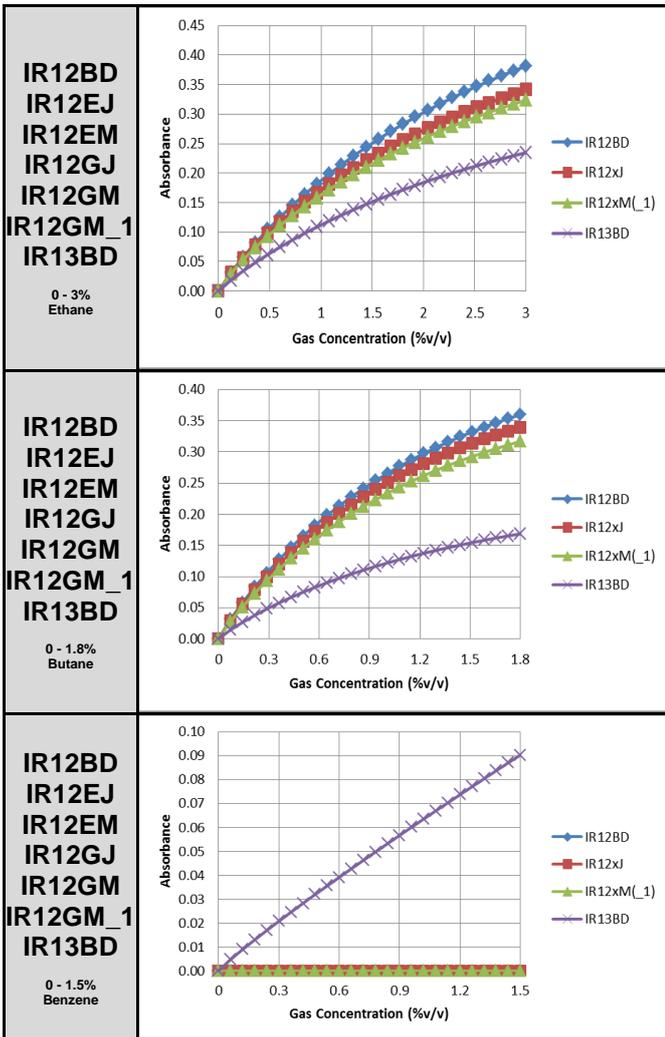 IR12BD
IR12EJ
IR12EM
IR12GJ
IR12GM
IR12GM_1
IR13BD
0 - 3%
Ethane
0.45
0.40
0.35
0.30
0.25
0.20
0.15
0.10
0.05
0.00
Absorbance
0 0.5 1 1.5 2 2.5 3
Gas Concentration (%v/v)
IR12BD
IR12xJ
IR12xM(_1)
IR13BD
IR12BD
IR12EJ
IR12EM
IR12GJ
IR12GM
IR12GM_1
IR13BD
0 - 1.8%
Butane
0.40
0.35
0.30
0.25
0.20
0.15
0.10
0.05
0.00
Absorbance
0 0.3 0.6 0.9 1.2 1.5 1.8
Gas Concentration (%v/v)
IR12BD
IR12xJ
IR12xM(_1)
IR13BD
IR12BD
IR12EJ
IR12EM
IR12GJ
IR12GM
IR12GM_1
IR13BD
0 - 1.5%
Benzene
0.10
0.09
0.08
0.07
0.06
0.05
0.04
0.03
0.02
0.01
0.00
Absorbance
0 0.3 0.6 0.9 1.2 1.5
Gas Concentration (%v/v)
IR12BD
IR12xJ
IR12xM(_1)
IR13BD